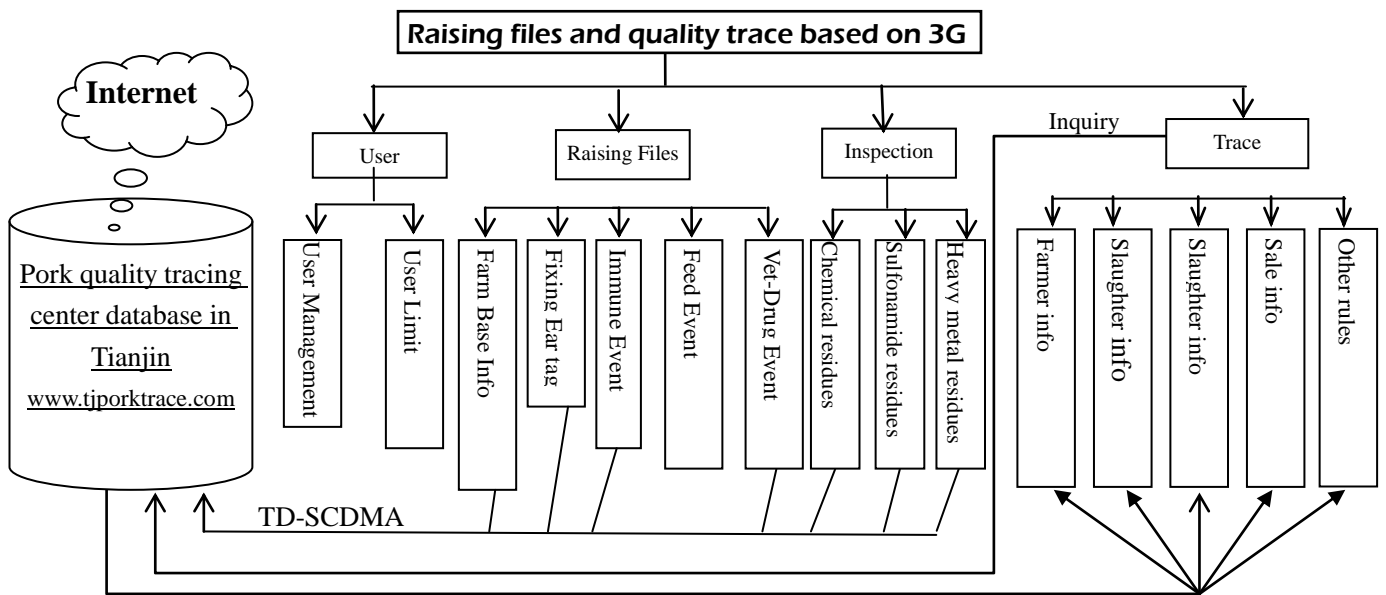 Raising files and quality trace based on 3G
Internet
Inquiry
User
Raising Files
Inspection
Trace
Pork quality tracing
center database in
Tianjin
www.tjporktrace.com
User Management
User Limit
Farm Base Info
Fixing Ear tag
Immune Event
Feed Event
Vet-Drug Event
Chemical residues
Sulfonamide residues
Heavy metal residues
Farmer info
Slaughter info
Slaughter info
Sale info
Other rules
TD-SCDMA